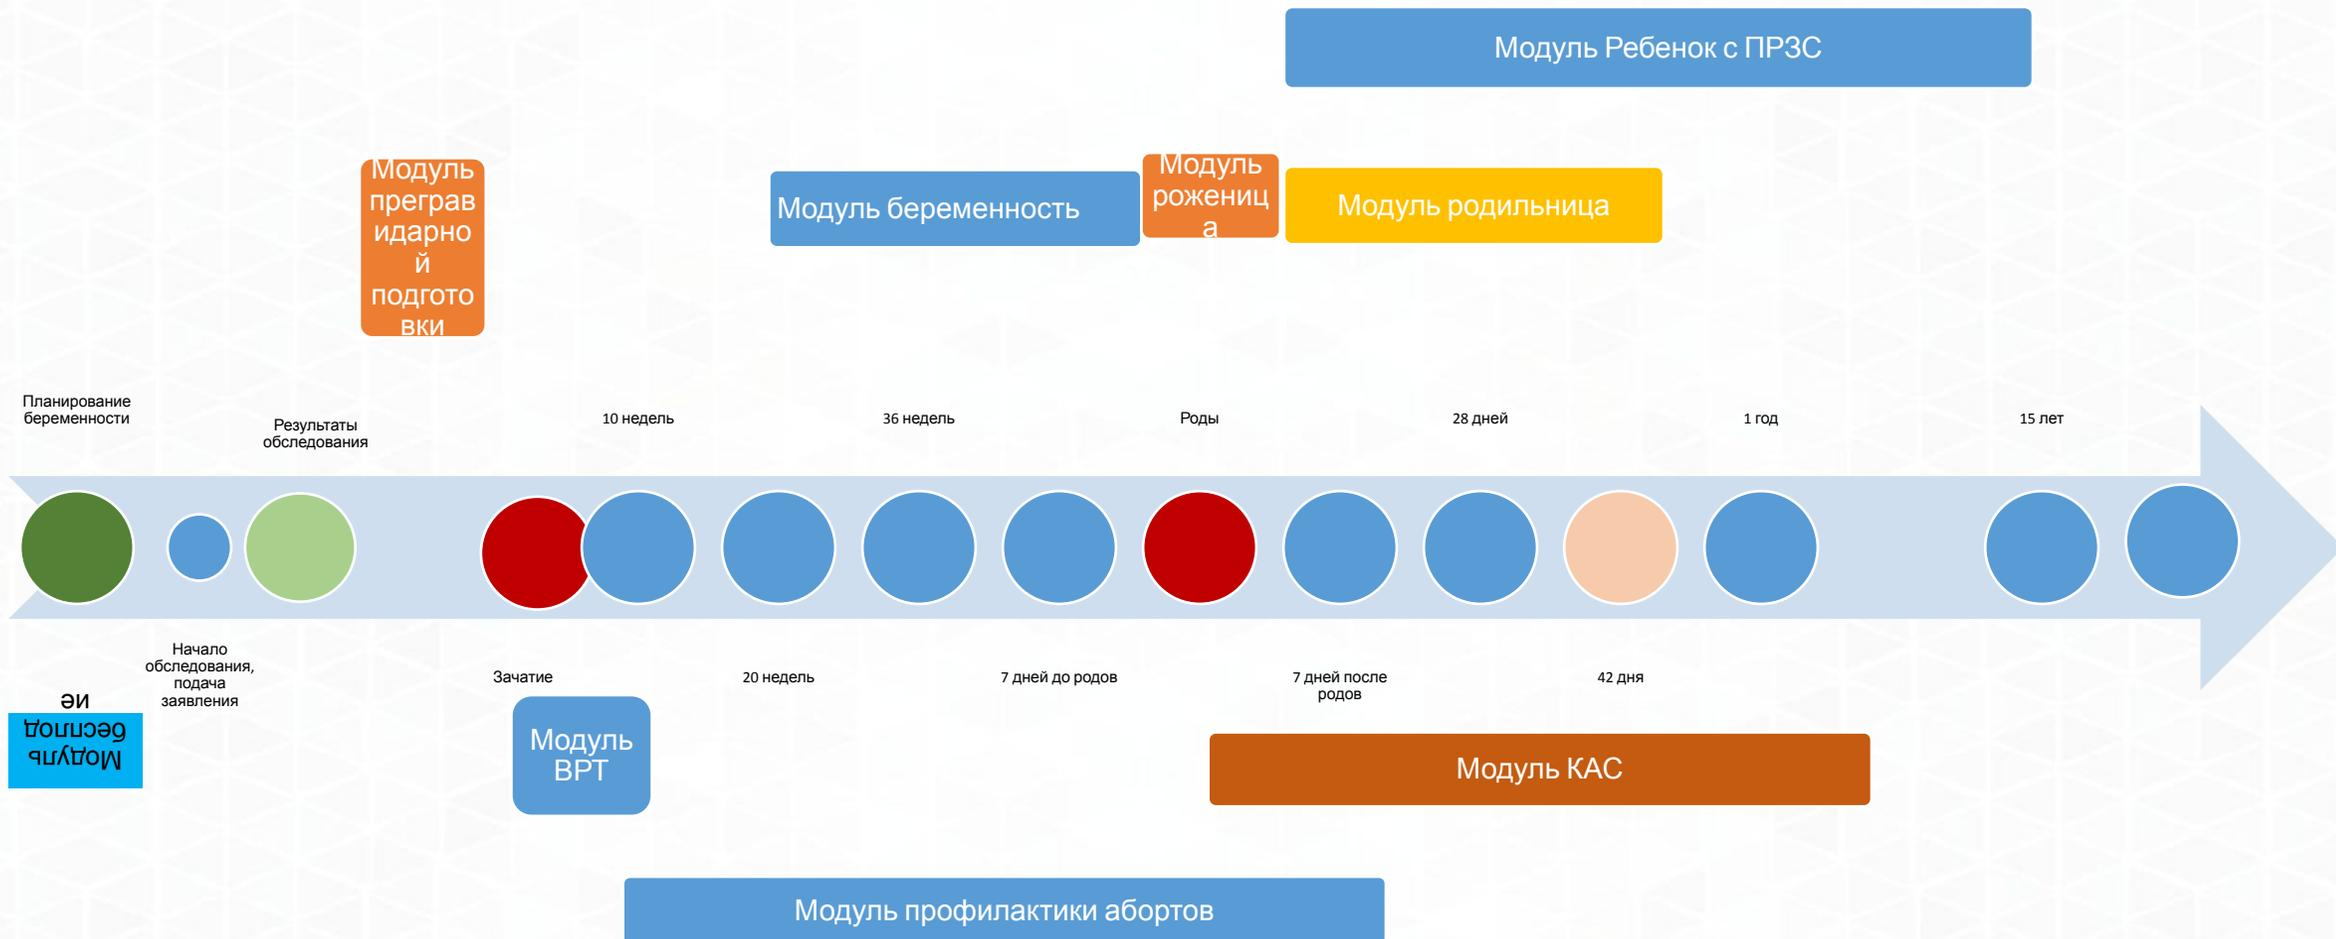 Модуль Ребенок с ПРЗС
Модуль
преграв
идарно
й
подгото
вки
Модуль беременность
Модуль
рожениц
а
Модуль родильница
Планирование
беременности
Результаты
обследования
10 недель
36 недель
Роды
28 дней
1 год
15 лет
Начало
обследования,
подача
заявления
Зачатие
20 недель
7 дней до родов
7 дней после
родов
42 дня
Модуль
бесплод
ие
Модуль
ВРТ
Модуль КАС
Модуль профилактики абортов